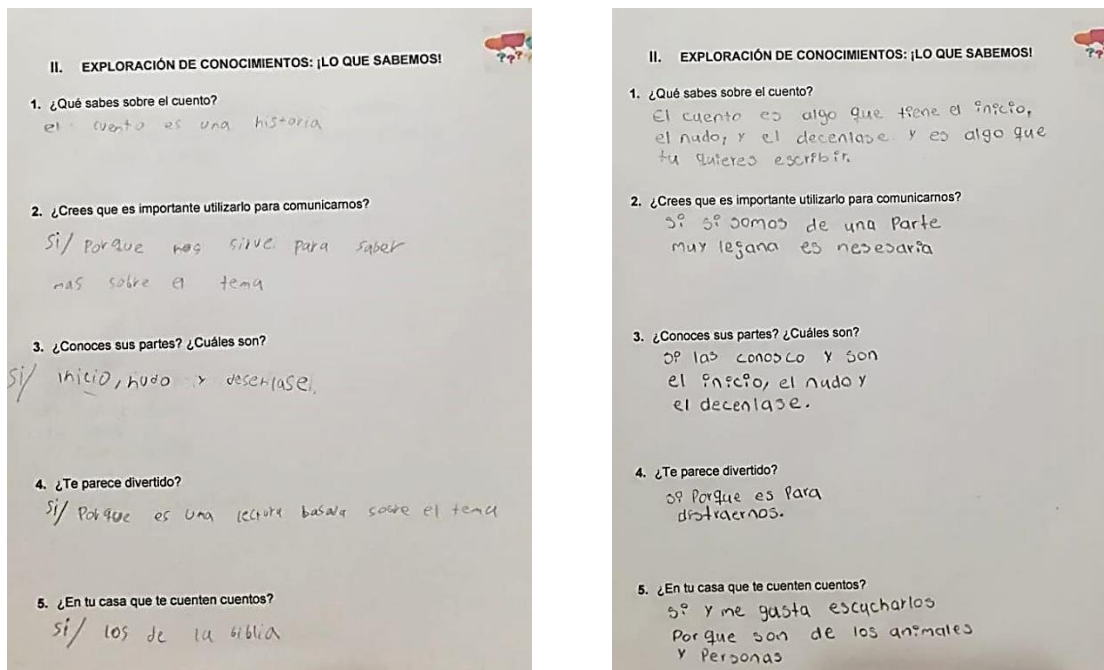 II. EXPLORACIÓN DE CONOCIMIENTOS: ¡LO QUE SABEMOS!
???
1. ¿Qué sabes sobre el cuento?
el cuento es una historia
2. ¿Crees que es importante utilizarlo para comunicarnos?
Si/ Porque nos sirve para saber
mas sobre el tema
3. ¿Conoces sus partes? ¿Cuáles son?
Si/ inicio, nudo y desenlase.
4. ¿Te parece divertido?
Si/ Porque es una lectura basada sobre el tema
5. ¿En tu casa que te cuenten cuentos?
si/ los de la biblia
II. EXPLORACIÓN DE CONOCIMIENTOS: ¡LO QUE SABEMOS!
??
1. ¿Qué sabes sobre el cuento?
El cuento es algo que tiene el inicio,
el nudo, y el decenlase. y es algo que
tu quieres escribir.
2. ¿Crees que es importante utilizarlo para comunicarnos?
si si somos de una parte
muy legana es nesesaria
3. ¿Conoces sus partes? ¿Cuáles son?
si las conosco y son
el inicio, el nudo y
el decenlase.
4. ¿Te parece divertido?
si Porque es Para
distraernos.
5. ¿En tu casa que te cuenten cuentos?
si y me gusta escucharlos
Por que son de los animales
y Personas